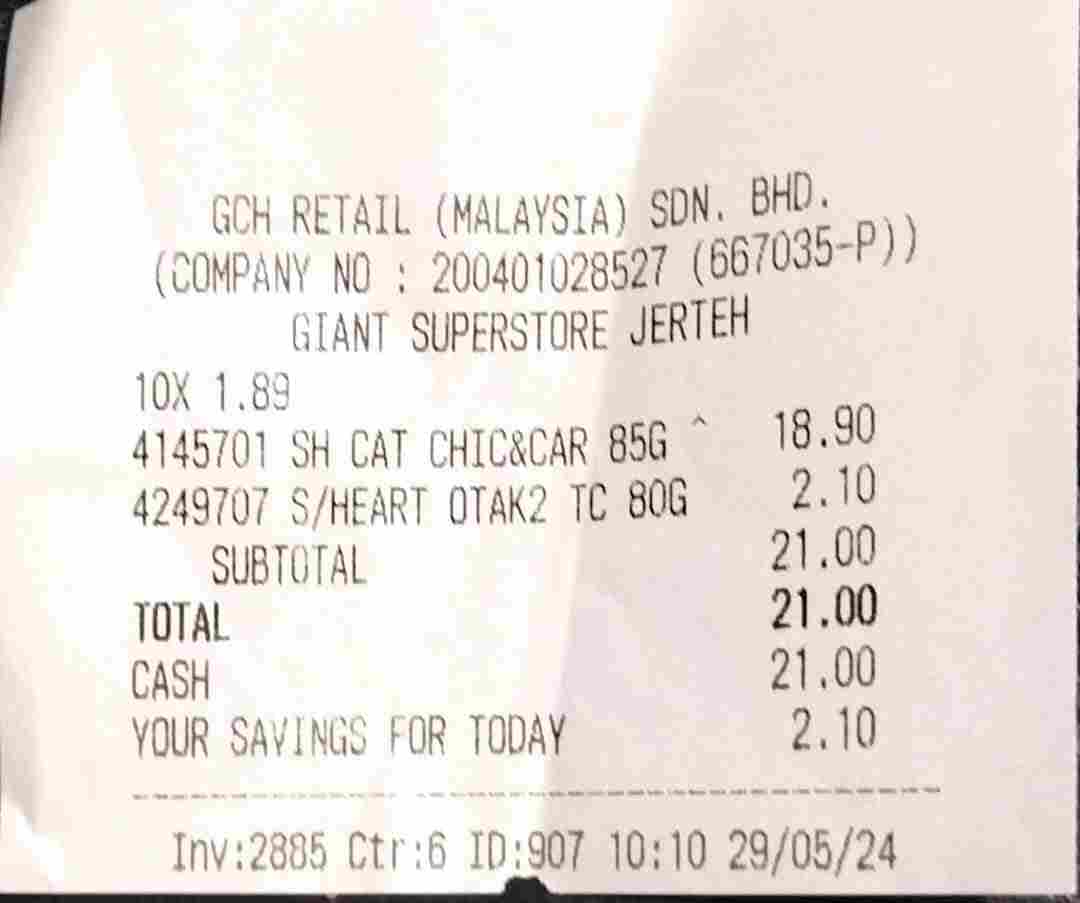 GCH RETAIL (MALAYSIA) SDN. BHD.
(COMPANY NO : 200401028527 (667035-P))
GIANT SUPERSTORE JERTEH
10X 1.89
4145701 SH CAT CHIC&CAR 85G ^ 18.90
4249707 S/HEART OTAK2 TC 80G 2.10
SUBTOTAL 21.00
TOTAL 21.00
CASH 21.00
YOUR SAVINGS FOR TODAY 2.10
Inv:2885 Ctr:6 ID:907 10:10 29/05/24